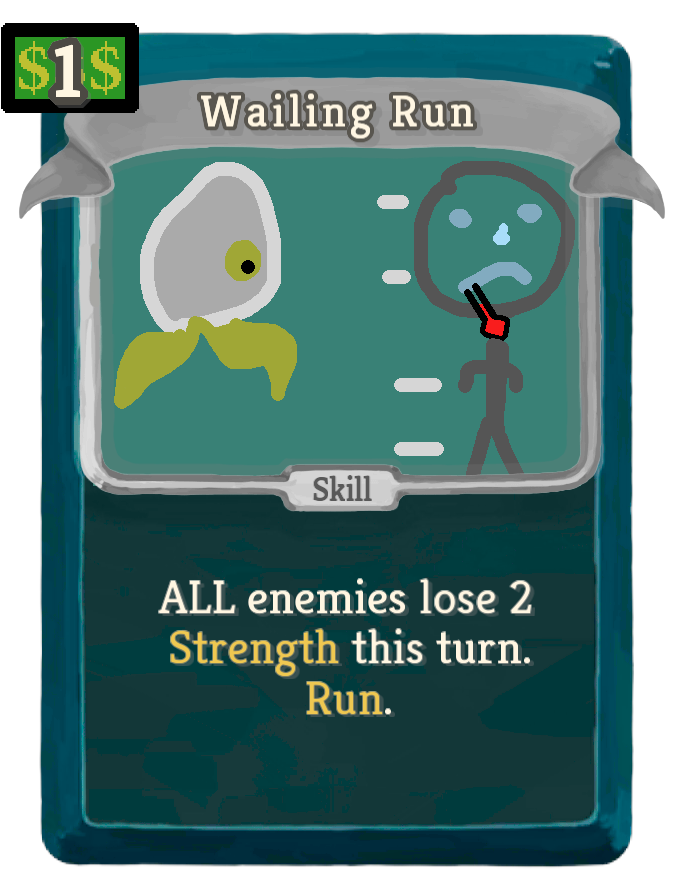 $1$
Wailing Run
Skill
ALL enemies lose 2
Strength this turn.
Run.